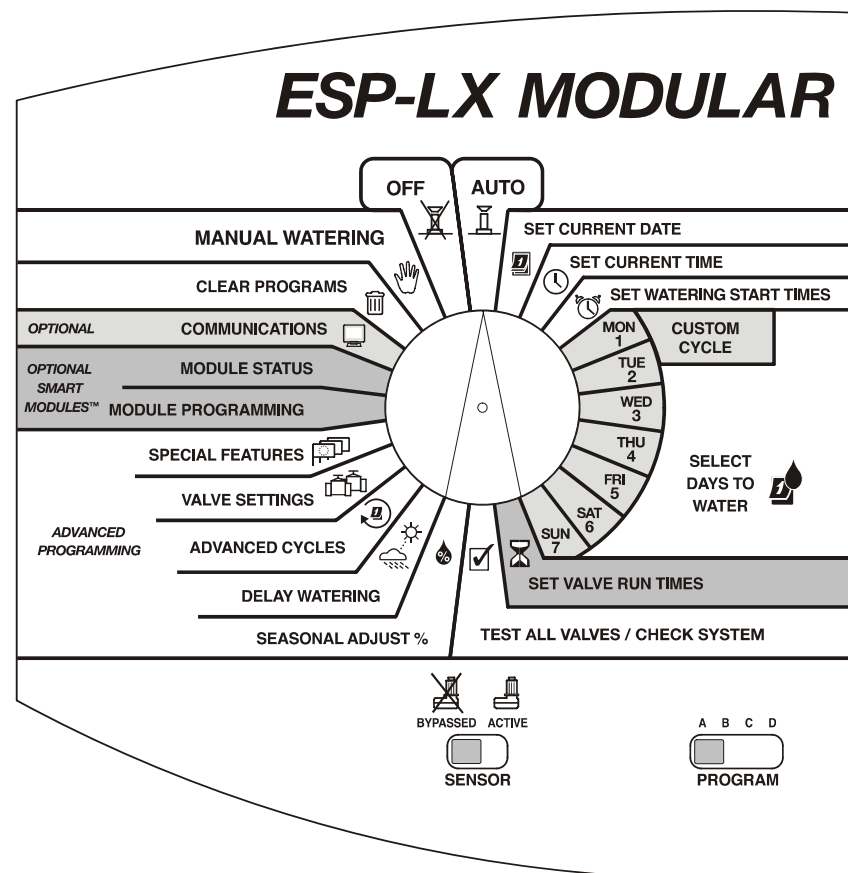 ESP-LX MODULAR
OFF
AUTO
MANUAL WATERING
CLEAR PROGRAMS
OPTIONAL
COMMUNICATIONS
OPTIONAL
SMART
MODULES™
MODULE STATUS
MODULE PROGRAMMING
SPECIAL FEATURES
VALVE SETTINGS
ADVANCED
PROGRAMMING
ADVANCED CYCLES
DELAY WATERING
SEASONAL ADJUST %
SET CURRENT DATE
1
SET CURRENT TIME
SET WATERING START TIMES
CUSTOM
CYCLE
MON
1
TUE
2
WED
3
THU
4
FRI
5
SAT
6
SUN
7
SELECT
DAYS TO
WATER
1
1
%
SET VALVE RUN TIMES
TEST ALL VALVES / CHECK SYSTEM
BYPASSED ACTIVE
SENSOR
A B C D
PROGRAM